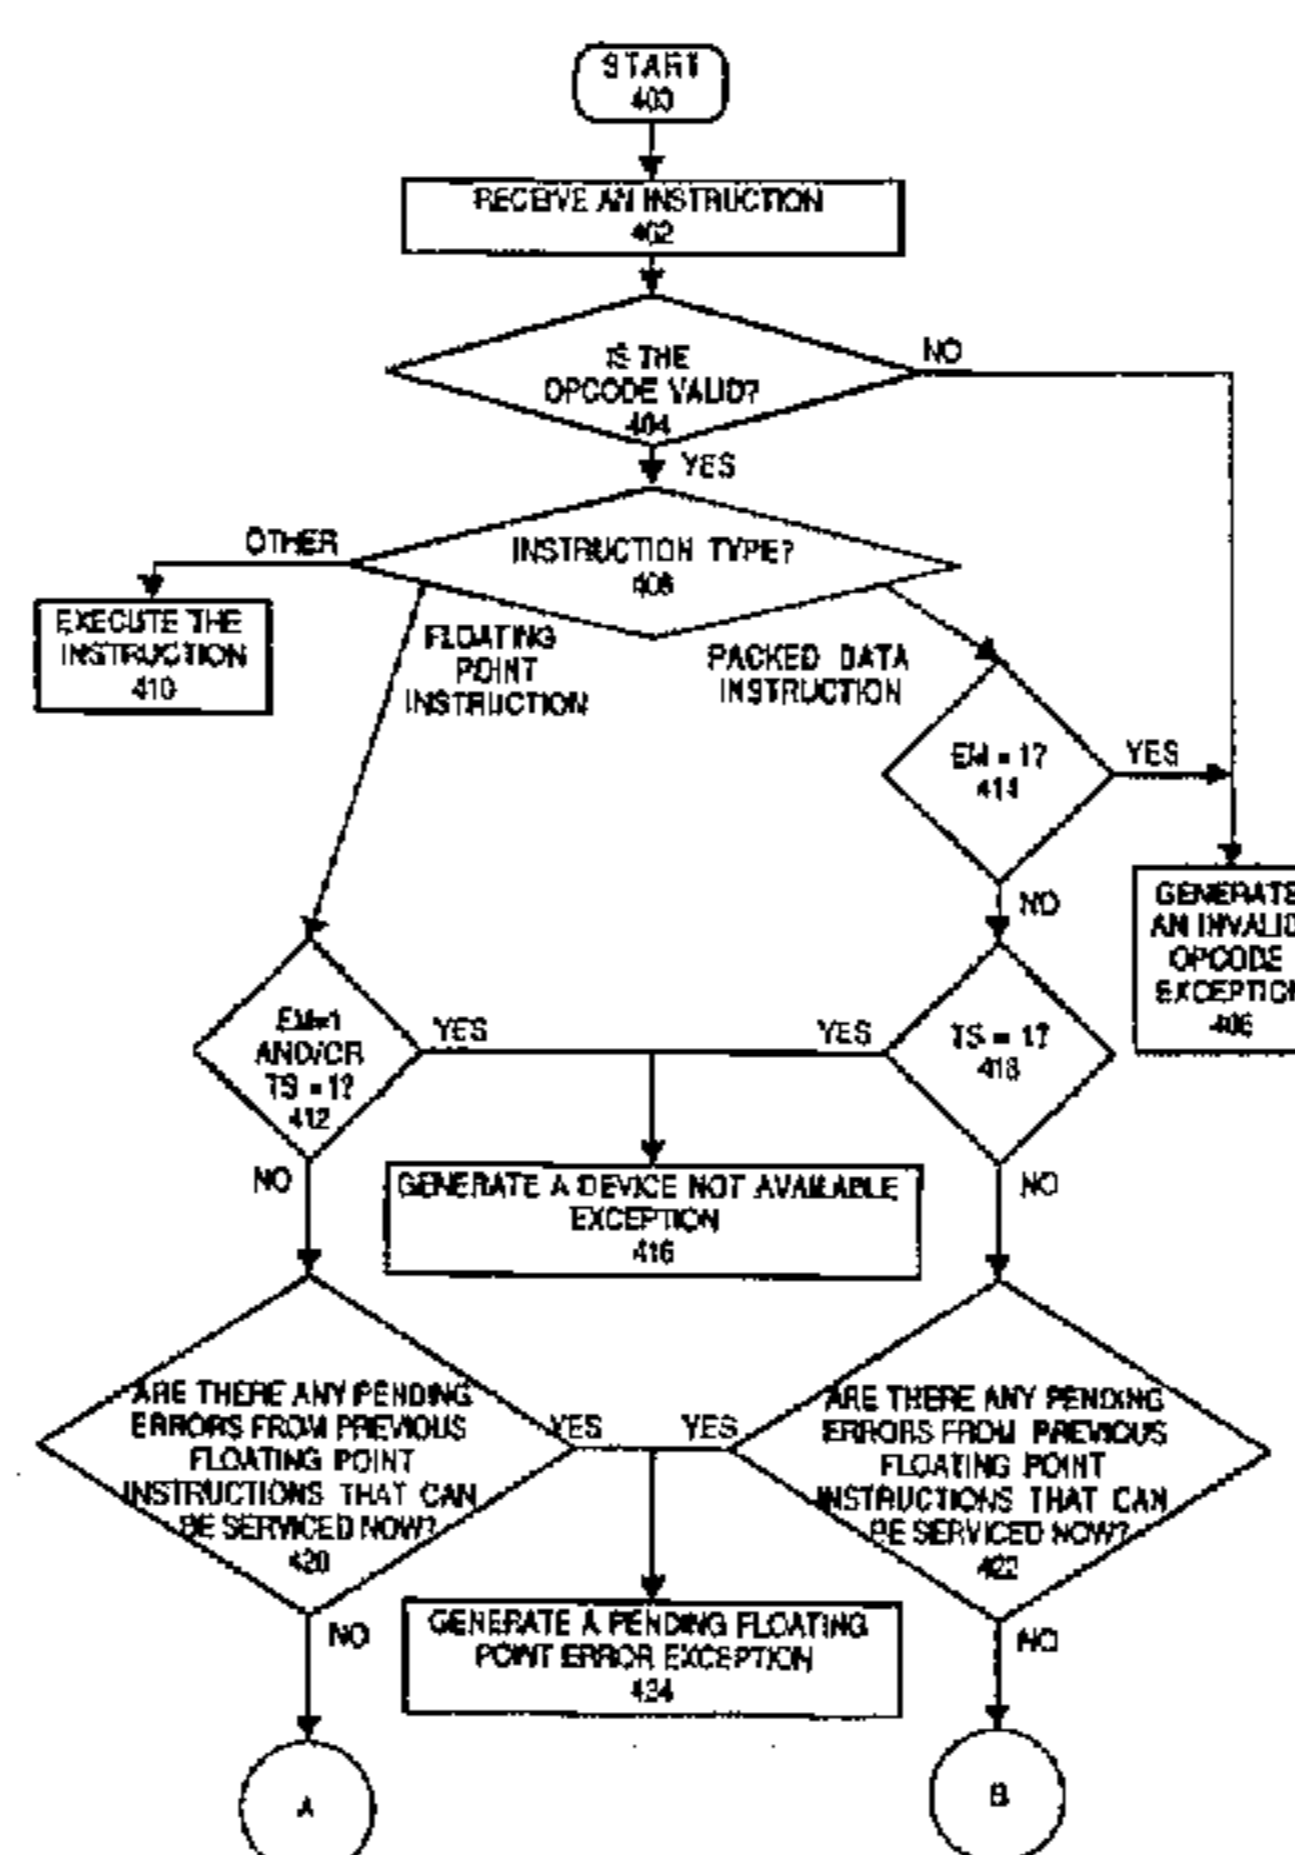 START
400
RECEIVE AN INSTRUCTION
402
IS THE
OPCODE VALID?
404
NO
YES
INSTRUCTION TYPE?
408
OTHER
EXECUTE THE
INSTRUCTION
410
FLOATING
POINT
INSTRUCTION
PACKED DATA
INSTRUCTION
EM = 1?
414
YES
NO
GENERATE
AN INVALID
OPCODE
EXCEPTION
406
EM=1
AND/OR
TS = 1?
412
YES
YES
TS = 1?
418
NO
GENERATE A DEVICE NOT AVAILABLE
EXCEPTION
416
NO
ARE THERE ANY PENDING
ERRORS FROM PREVIOUS
FLOATING POINT
INSTRUCTIONS THAT CAN
BE SERVICED NOW?
420
YES
YES
ARE THERE ANY PENDING
ERRORS FROM PREVIOUS
FLOATING POINT
INSTRUCTIONS THAT CAN
BE SERVICED NOW?
422
NO
GENERATE A PENDING FLOATING
POINT ERROR EXCEPTION
424
NO
A
B